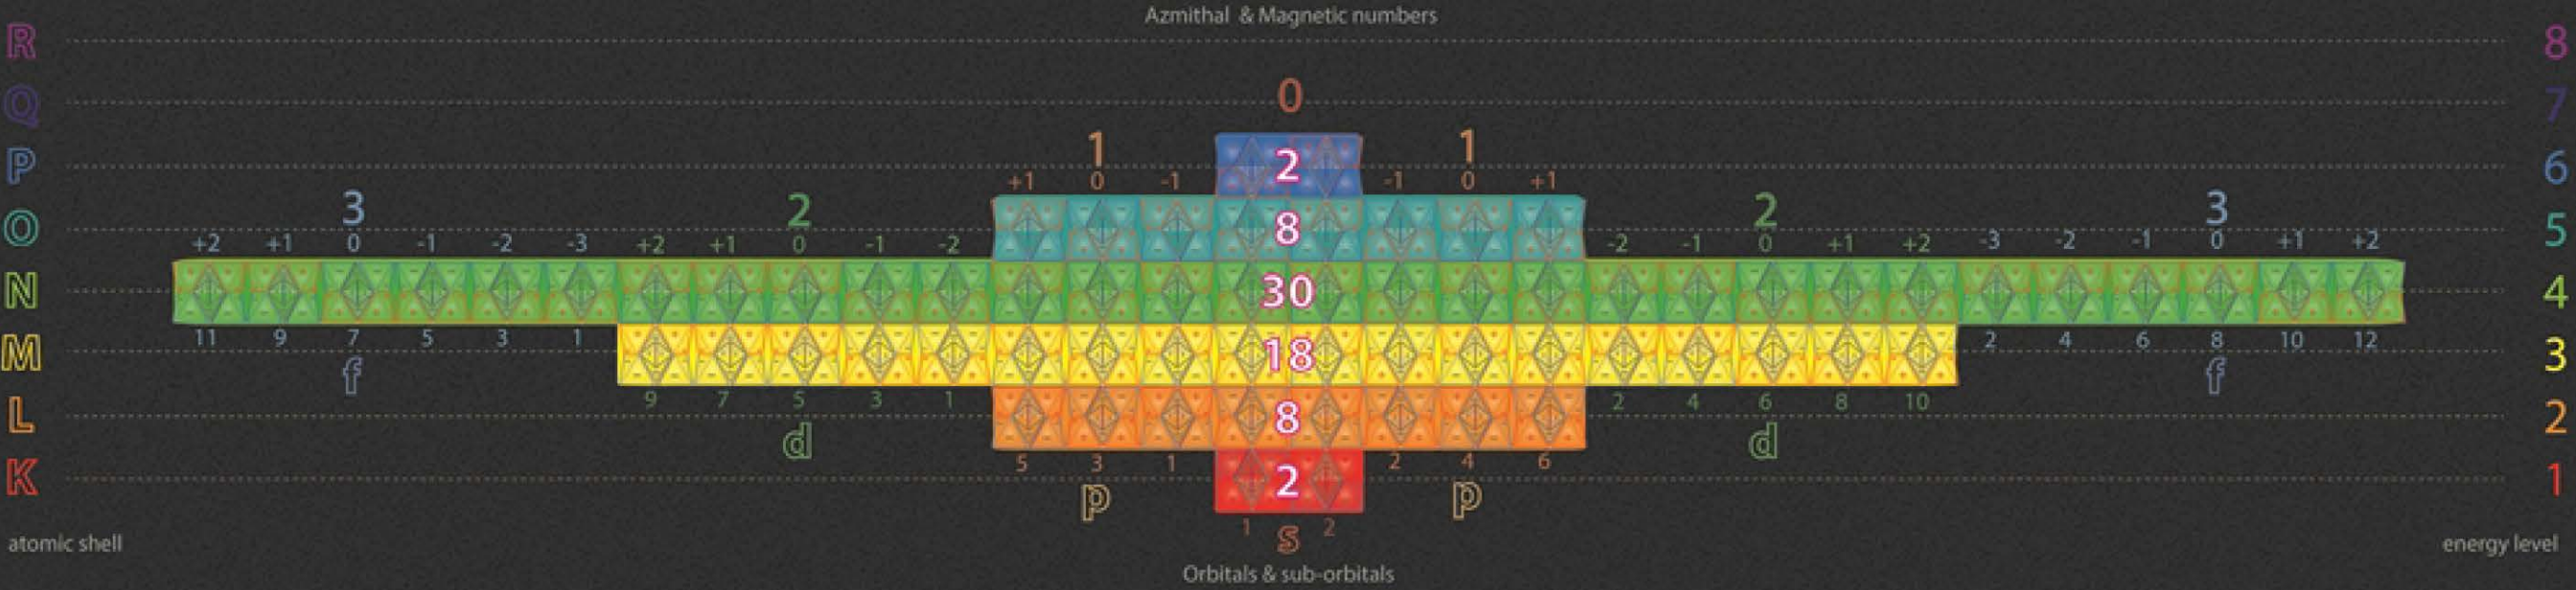 Azmithal & Magnetic numbers
R 8
Q 0 7
P 1 2 1 6
+1 0 -1 -1 0 +1
O 3 2 8 2 3 5
+2 +1 0 -1 -2 -3 +2 +1 0 -1 -2 -2 -1 0 +1 +2 -3 -2 -1 0 +1 +2
N 30 4
11 9 7 5 3 1 2 4 6 8 10 12
M f 18 f 3
9 7 5 3 1 2 4 6 8 10
L d 8 d 2
5 3 1 2 4 6
K p 2 p 1
1 s 2
atomic shell energy level
Orbitals & sub-orbitals